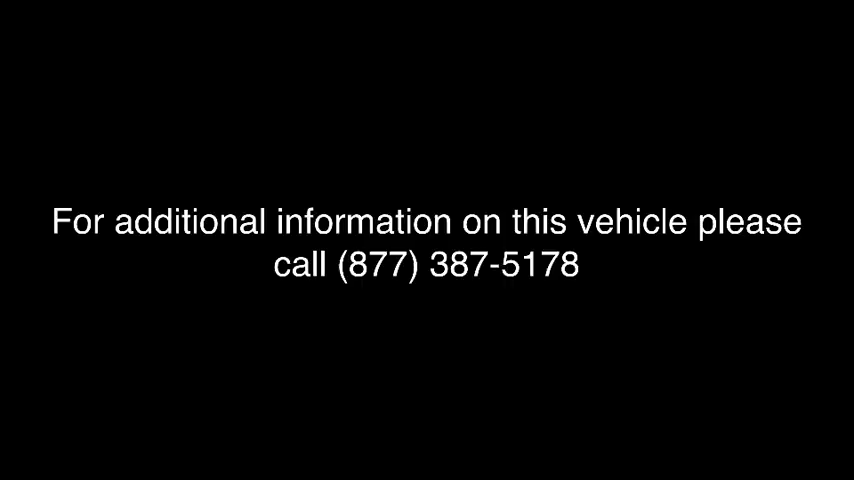 For additional information on this vehicle please
call (877) 387-5178